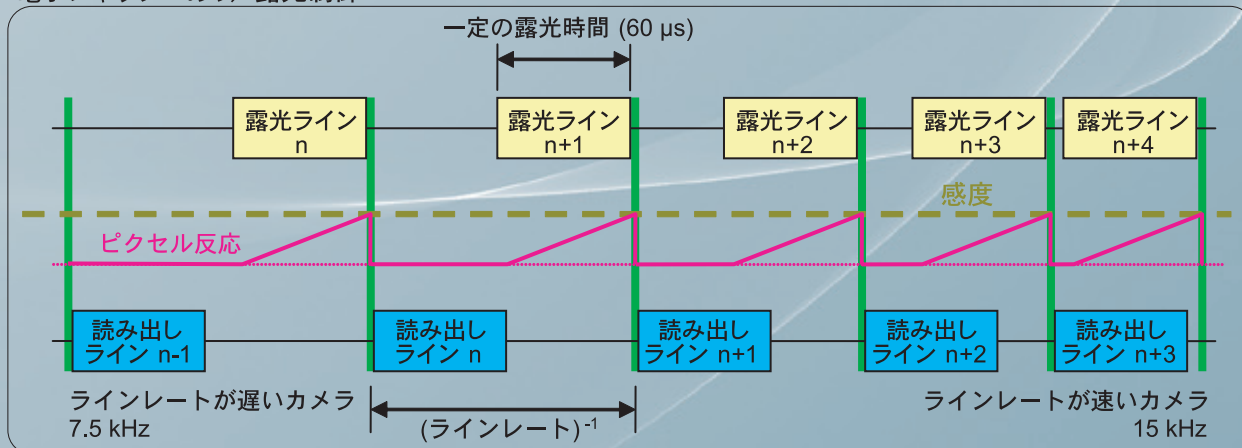 一定の露光時間 (60 µs)
露光ライン
n
露光ライン
n+1
露光ライン
n+2
露光ライン
n+3
露光ライン
n+4
感度
ピクセル反応
読み出し
ライン n-1
読み出し
ライン n
読み出し
ライン n+1
読み出し
ライン n+2
読み出し
ライン n+3
ラインレートが遅いカメラ
7.5 kHz
(ラインレート)⁻¹
ラインレートが速いカメラ
15 kHz